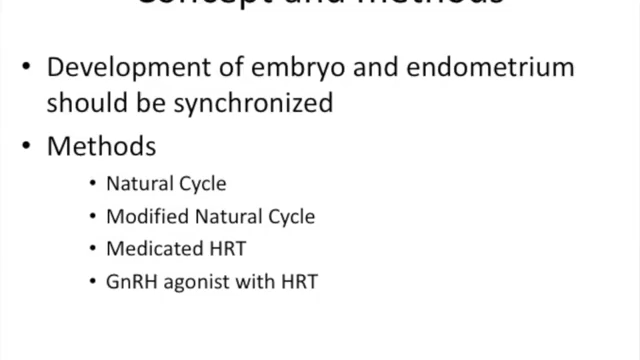 Concept and methods
• Development of embryo and endometrium
should be synchronized
• Methods
• Natural Cycle
• Modified Natural Cycle
• Medicated HRT
• GnRH agonist with HRT